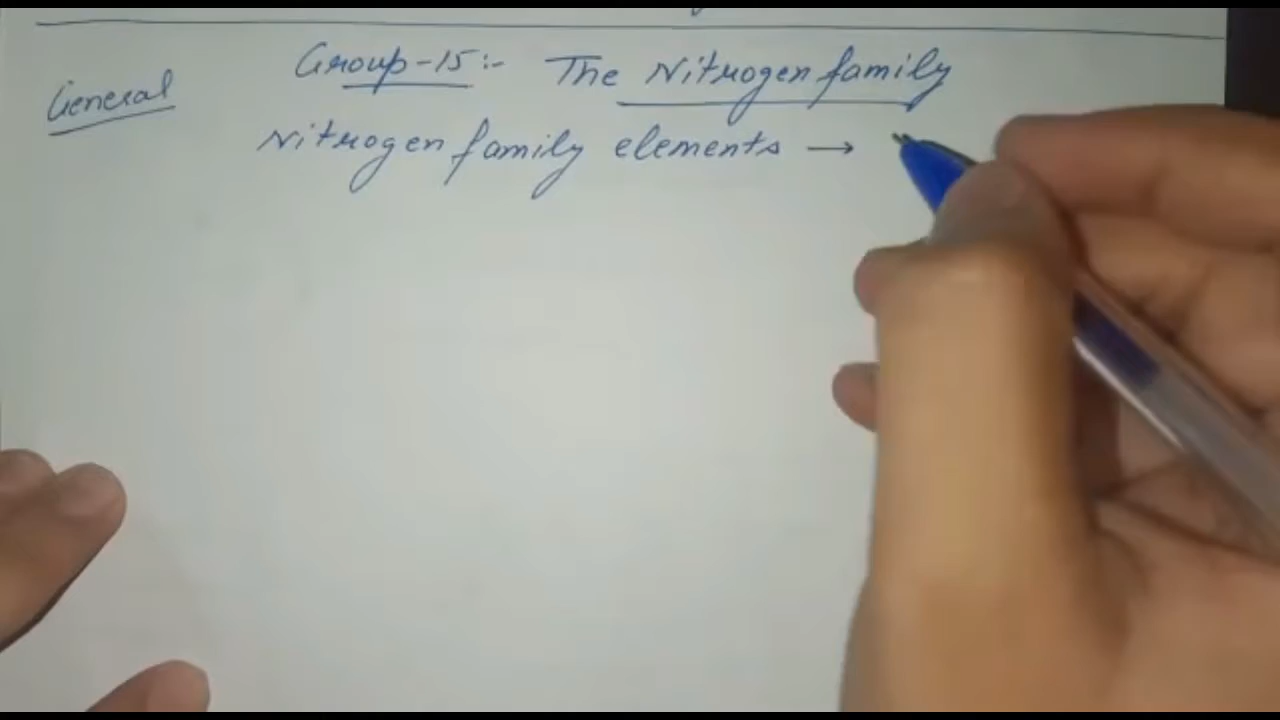 Group-15:- The Nitrogen family
General
Nitrogen family elements →